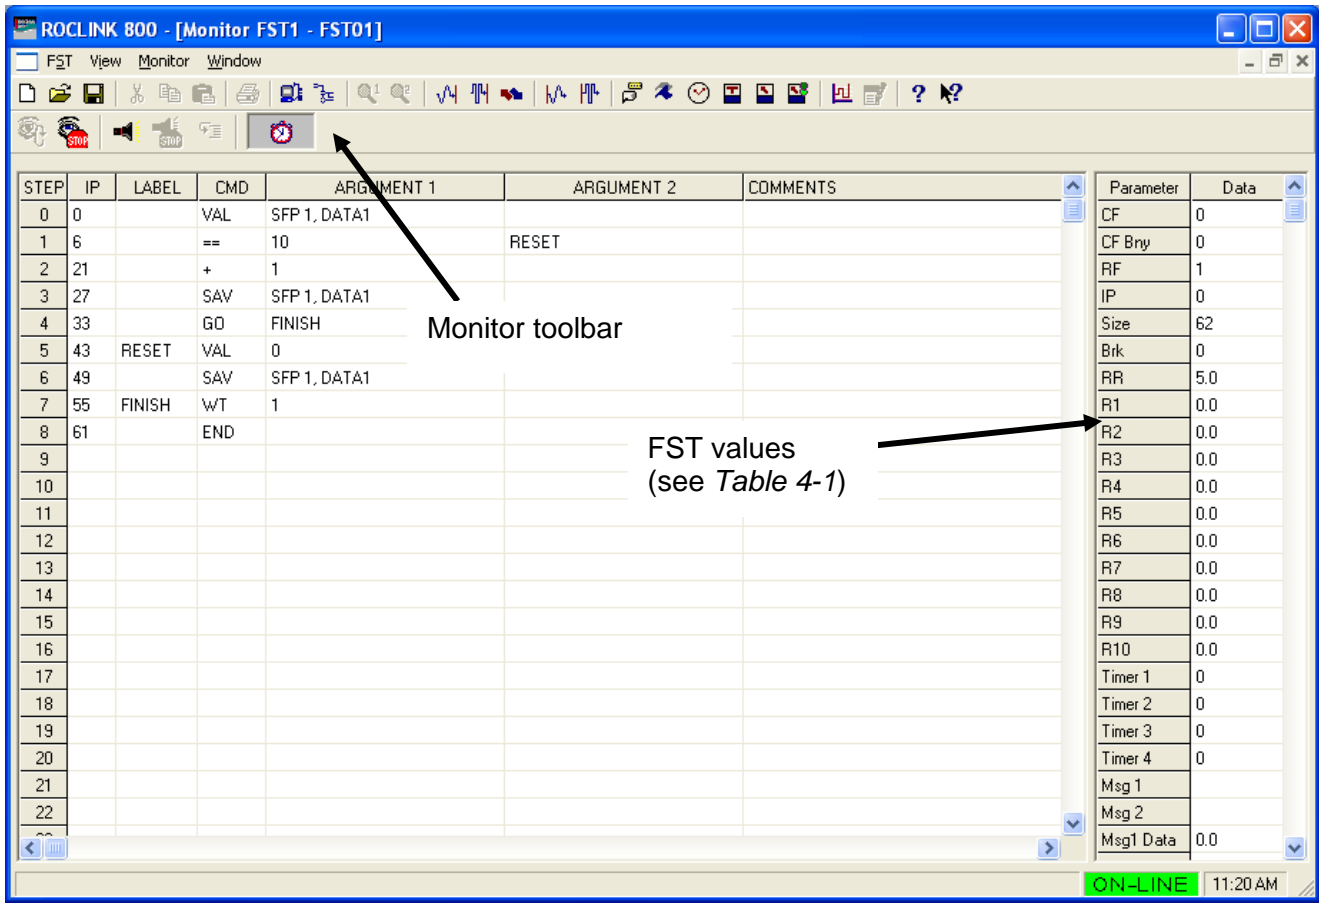 ROCLINK 800 - [Monitor FST1 - FST01]
FST View Monitor Window
STOP STOP
STEP IP LABEL CMD ARGUMENT 1 ARGUMENT 2 COMMENTS Parameter Data
0 0 VAL SFP 1, DATA1 CF 0
1 6 == 10 RESET CF Bny 0
2 21 + 1 RF 1
3 27 SAV SFP 1, DATA1 IP 0
4 33 GO FINISH Size 62
Monitor toolbar
5 43 RESET VAL 0 Brk 0
6 49 SAV SFP 1, DATA1 RR 5.0
7 55 FINISH WT 1 R1 0.0
8 61 END R2 0.0
FST values
(see Table 4-1)
9 R3 0.0
10 R4 0.0
11 R5 0.0
12 R6 0.0
13 R7 0.0
14 R8 0.0
15 R9 0.0
16 R10 0.0
17 Timer 1 0
18 Timer 2 0
19 Timer 3 0
20 Timer 4 0
21 Msg 1
22 Msg 2
Msg1 Data 0.0
ON-LINE 11:20 AM